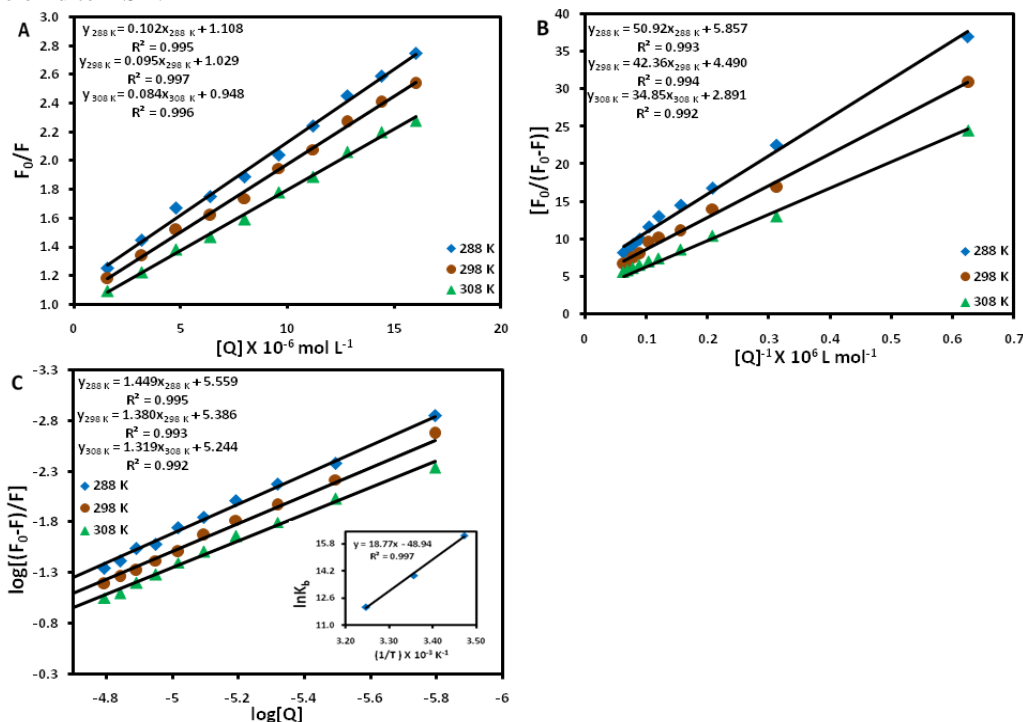 A
y288 K = 0.102x288 K + 1.108
R² = 0.995
y298 K = 0.095x298 K + 1.029
R² = 0.997
y308 K = 0.084x308 K + 0.948
R² = 0.996
3.0
2.6
2.2
1.8
1.4
1.0
F0/F
288 K
298 K
308 K
0 5 10 15 20
[Q] X 10-6 mol L-1
B
y288 K = 50.92x288 K + 5.857
R² = 0.993
y298 K = 42.36x298 K + 4.490
R² = 0.994
y308 K = 34.85x308 K + 2.891
R² = 0.992
40
35
30
25
20
15
10
5
0
[F0/(F0-F)]
288 K
298 K
308 K
0 0.1 0.2 0.3 0.4 0.5 0.6 0.7
[Q]-1 X 106 L mol-1
C
y288 K = 1.449x288 K + 5.559
R² = 0.995
y298 K = 1.380x298 K + 5.386
R² = 0.993
y308 K = 1.319x308 K + 5.244
R² = 0.992
288 K
298 K
308 K
-3.3
-2.8
-2.3
-1.8
-1.3
-0.8
-0.3
log[(F0-F)/F]
y = 18.77x - 48.94
R² = 0.997
15.8
14.2
12.6
11.0
lnKb
3.20 3.30 3.40 3.50
(1/T) X 10-3 K-1
-4.8 -5 -5.2 -5.4 -5.6 -5.8 -6
log[Q]